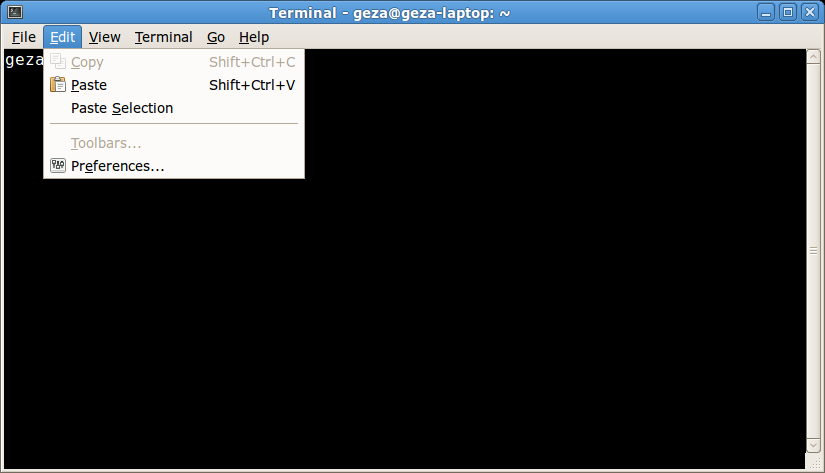 Terminal - geza@geza-laptop: ~
File Edit View Terminal Go Help
geza
Copy Shift+Ctrl+C
Paste Shift+Ctrl+V
Paste Selection
Toolbars...
Preferences...